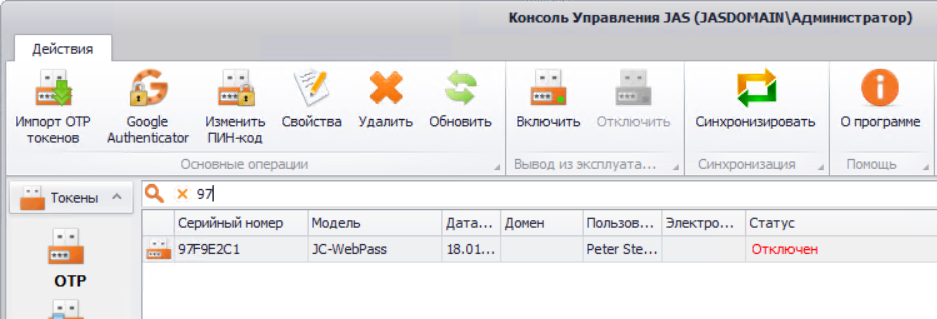 Консоль Управления JAS (JASDOMAIN\Администратор)
Действия
Импорт OTP токенов
Google Authenticator
Изменить ПИН-код
Свойства
Удалить
Обновить
Включить
Отключить
Синхронизировать
О программе
Основные операции
Вывод из эксплуата...
Синхронизация
Помощь
Токены
97
Серийный номер Модель Дата... Домен Пользов... Электро... Статус
97F9E2C1 JC-WebPass 18.01... Peter Ste... Отключен
OTP